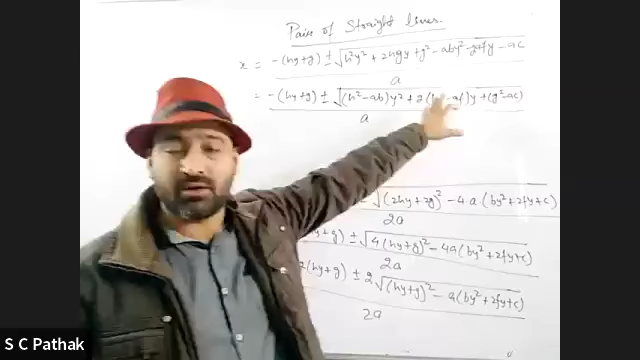 Pair of Straight lines
x = -(hy+g) ± √h²y² + 2hgy + g² - aby² - 2afy - ac
a
= -(hy+g) ± √(h²-ab)y² + 2( -af)y + (g²-ac)
a
± √(2hy+2g)² - 4a(by²+2fy+c)
2a
(hy+g) ± √4(hy+g)² - 4a(by²+2fy+c)
2a
2(hy+g) ± 2√(hy+g)² - a(by²+2fy+c)
2a
S C Pathak